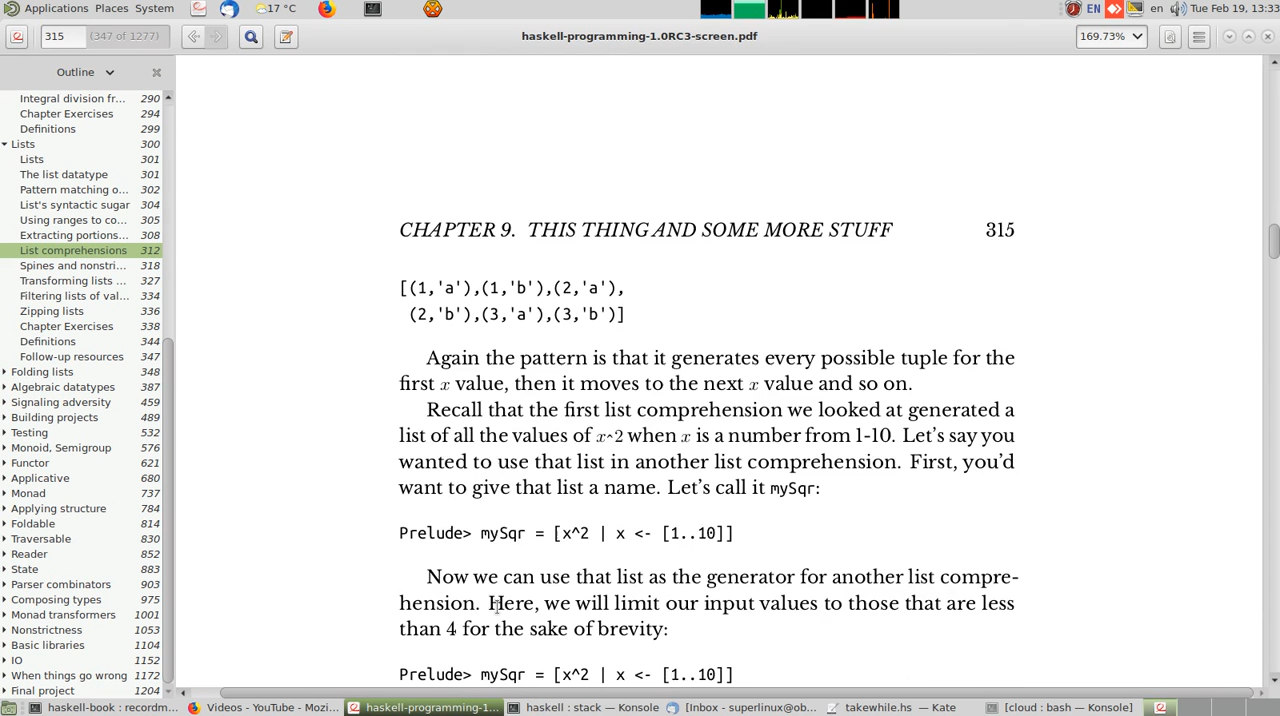 Applications Places System 17 °C EN en Tue Feb 19, 13:33
315 (347 of 1277) haskell-programming-1.0RC3-screen.pdf 169.73%
Outline
Integral division fr... 290
Chapter Exercises 294
Definitions 299
Lists 300
Lists 301
The list datatype 301
Pattern matching o... 302
List's syntactic sugar 304
Using ranges to co... 305
Extracting portions... 308
List comprehensions 312
Spines and nonstri... 318
Transforming lists ... 327
Filtering lists of val... 334
Zipping lists 336
Chapter Exercises 338
Definitions 344
Follow-up resources 347
Folding lists 348
Algebraic datatypes 387
Signaling adversity 459
Building projects 489
Testing 532
Monoid, Semigroup 576
Functor 621
Applicative 680
Monad 737
Applying structure 784
Foldable 814
Traversable 830
Reader 852
State 883
Parser combinators 903
Composing types 975
Monad transformers 1001
Nonstrictness 1053
Basic libraries 1104
IO 1152
When things go wrong 1172
Final project 1204
CHAPTER 9. THIS THING AND SOME MORE STUFF 315
[(1,'a'),(1,'b'),(2,'a'),
(2,'b'),(3,'a'),(3,'b')]
Again the pattern is that it generates every possible tuple for the
first x value, then it moves to the next x value and so on.
Recall that the first list comprehension we looked at generated a
list of all the values of x^2 when x is a number from 1-10. Let's say you
wanted to use that list in another list comprehension. First, you'd
want to give that list a name. Let's call it mySqr:
Prelude> mySqr = [x^2 | x <- [1..10]]
Now we can use that list as the generator for another list compre-
hension. Here, we will limit our input values to those that are less
than 4 for the sake of brevity:
Prelude> mySqr = [x^2 | x <- [1..10]]
haskell-book : recordm... Videos - YouTube - Mozi... haskell-programming-1... haskell : stack — Konsole [Inbox - superlinux@ob... takewhile.hs — Kate [cloud : bash — Konsole]